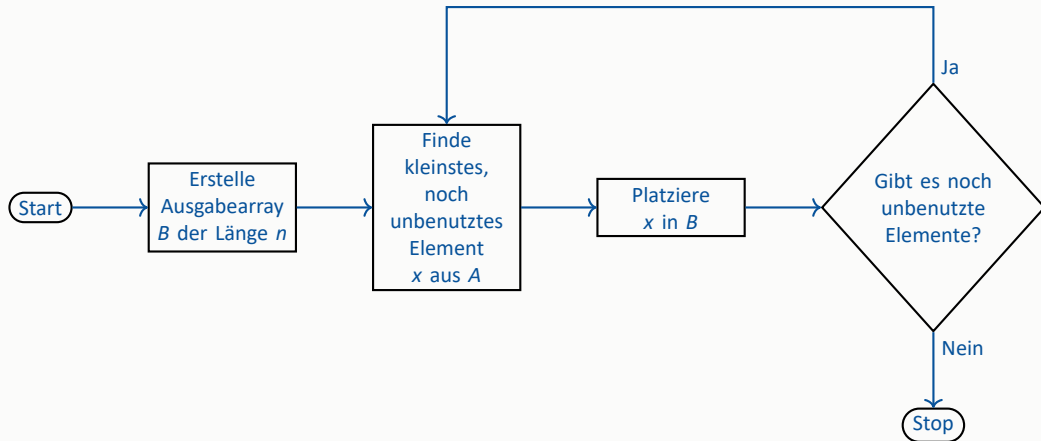 Start
Erstelle
Ausgabearray
B der Länge n
Finde
kleinstes,
noch
unbenutztes
Element
x aus A
Platziere
x in B
Gibt es noch
unbenutzte
Elemente?
Ja
Nein
Stop